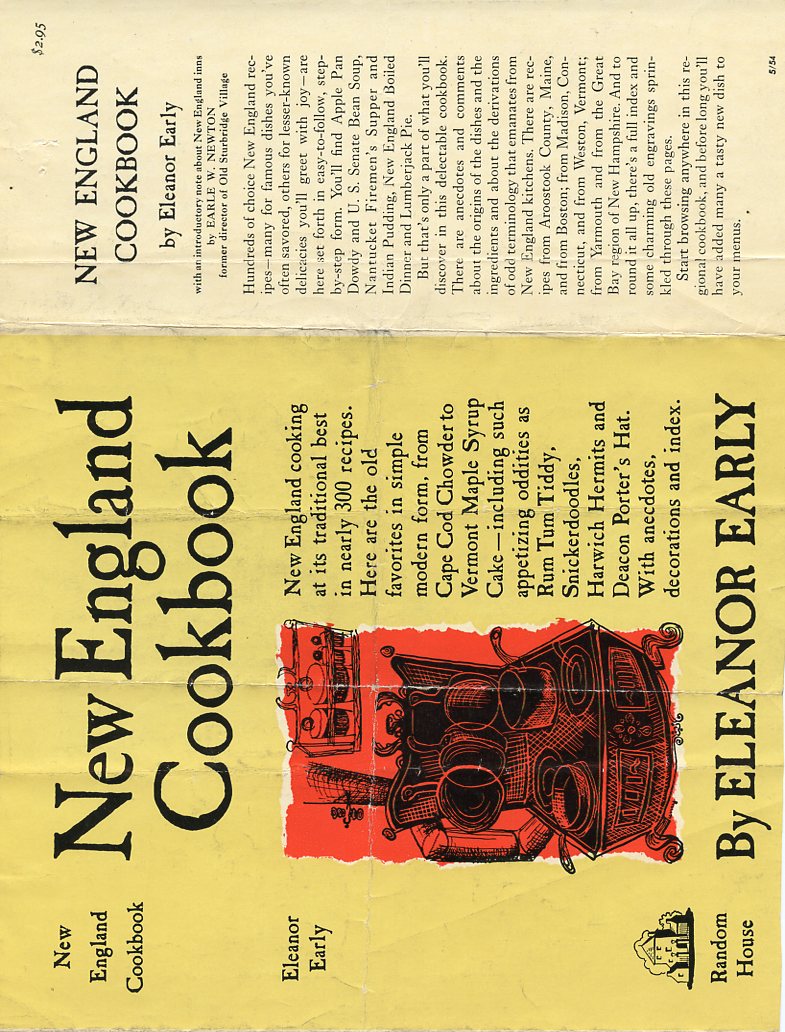 New
England
Cookbook
Eleanor
Early
Random
House
New England
Cookbook
New England cooking
at its traditional best
in nearly 300 recipes.
Here are the old
favorites in simple
modern form, from
Cape Cod Chowder to
Vermont Maple Syrup
Cake—including such
appetizing oddities as
Rum Tum Tiddy,
Snickerdoodles,
Harwich Hermits and
Deacon Porter's Hat.
With anecdotes,
decorations and index.
By ELEANOR EARLY
$2.95
NEW ENGLAND
COOKBOOK
by Eleanor Early
with an introductory note about New England inns
by EARLE W. NEWTON
former director of Old Sturbridge Village
Hundreds of choice New England rec-
ipes—many for famous dishes you've
often savored, others for lesser-known
delicacies you'll greet with joy—are
here set forth in easy-to-follow, step-
by-step form. You'll find Apple Pan
Dowdy and U. S. Senate Bean Soup,
Nantucket Firemen's Supper and
Indian Pudding, New England Boiled
Dinner and Lumberjack Pie.
But that's only a part of what you'll
discover in this delectable cookbook.
There are anecdotes and comments
about the origins of the dishes and the
ingredients and about the derivations
of odd terminology that emanates from
New England kitchens. There are rec-
ipes from Aroostook County, Maine,
and from Boston; from Madison, Con-
necticut, and from Weston, Vermont;
from Yarmouth and from the Great
Bay region of New Hampshire. And to
round it all up, there's a full index and
some charming old engravings sprin-
kled through these pages.
Start browsing anywhere in this re-
gional cookbook, and before long you'll
have added many a tasty new dish to
your menus.
5/54